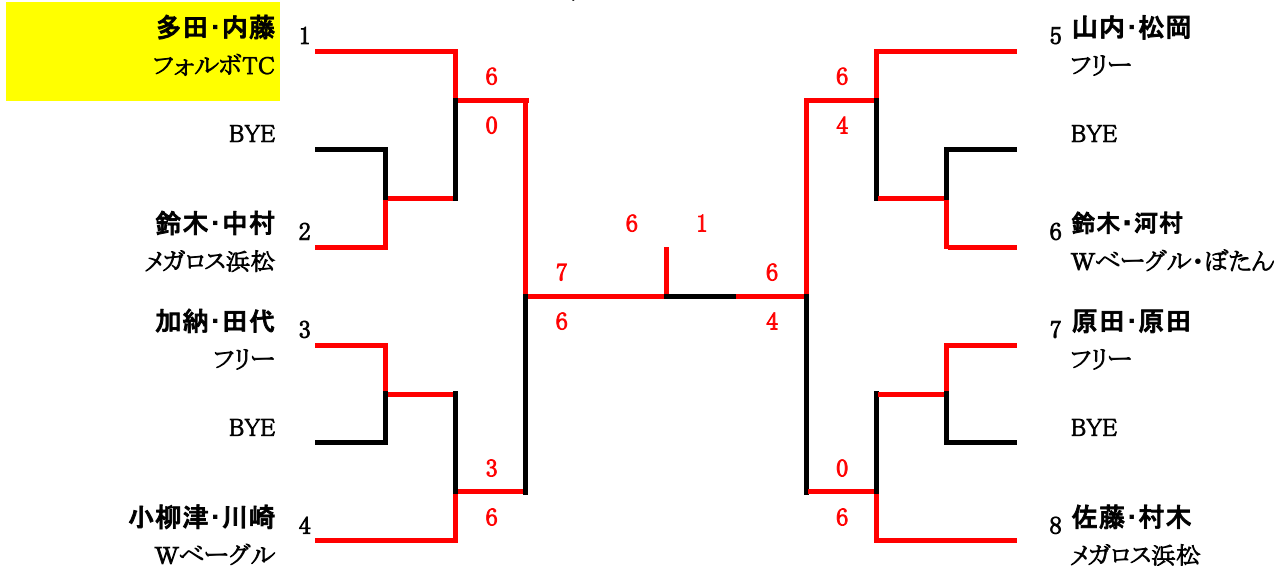 多田・内藤 1
フォルボTC
BYE
鈴木・中村 2
メガロス浜松
加納・田代 3
フリー
BYE
小柳津・川崎 4
Wベーグル
6
0
3
6
7
6
6 1
6
4
6
4
0
6
5 山内・松岡
フリー
BYE
6 鈴木・河村
Wベーグル・ぼたん
7 原田・原田
フリー
BYE
8 佐藤・村木
メガロス浜松